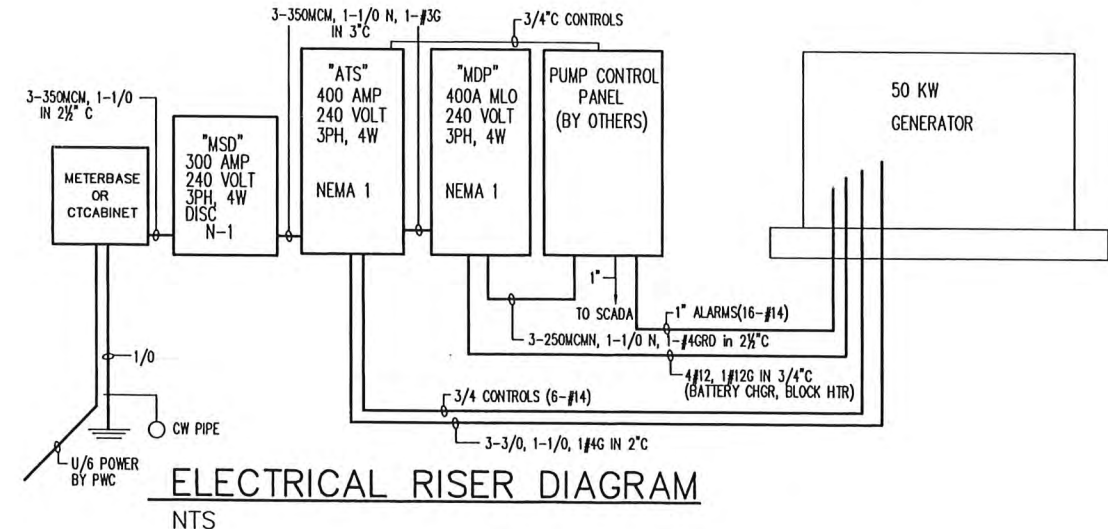 3-350MCM, 1-1/0 N, 1-#3G
IN 3"C
3/4"C CONTROLS
3-350MCM, 1-1/0
IN 2½" C
METERBASE
OR
CTCABINET
"MSD"
300 AMP
240 VOLT
3PH, 4W
DISC
N-1
"ATS"
400 AMP
240 VOLT
3PH, 4W
NEMA 1
"MDP"
400A MLO
240 VOLT
3PH, 4W
NEMA 1
PUMP CONTROL
PANEL
(BY OTHERS)
50 KW
GENERATOR
1"
TO SCADA
1" ALARMS(16-#14)
3-250MCMN, 1-1/0 N, 1-#4GRD in 2½"C
4#12, 1#12G IN 3/4"C
(BATTERY CHGR, BLOCK HTR)
3/4 CONTROLS (6-#14)
3-3/0, 1-1/0, 1#4G IN 2"C
1/0
CW PIPE
U/6 POWER
BY PWC
ELECTRICAL RISER DIAGRAM
NTS